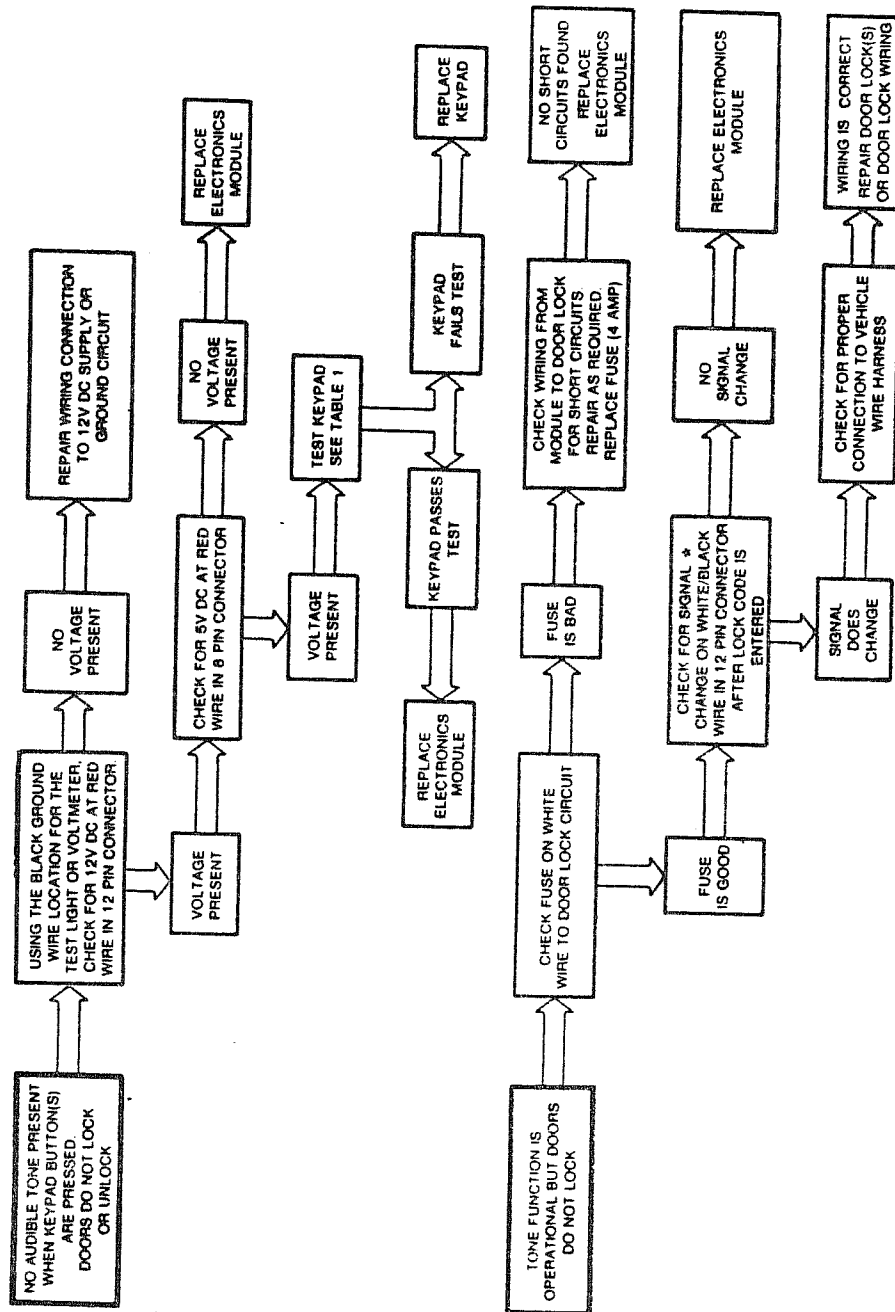 NO AUDIBLE TONE PRESENT
WHEN KEYPAD BUTTON(S)
ARE PRESSED.
DOORS DO NOT LOCK
OR UNLOCK
USING THE BLACK GROUND
WIRE LOCATION FOR THE
TEST LIGHT OR VOLTMETER,
CHECK FOR 12V DC AT RED
WIRE IN 12 PIN CONNECTOR.
NO
VOLTAGE
PRESENT
REPAIR WIRING CONNECTION
TO 12V DC SUPPLY OR
GROUND CIRCUIT
VOLTAGE
PRESENT
CHECK FOR 5V DC AT RED
WIRE IN 8 PIN CONNECTOR
NO
VOLTAGE
PRESENT
REPLACE
ELECTRONICS
MODULE
VOLTAGE
PRESENT
TEST KEYPAD
SEE TABLE 1
REPLACE
ELECTRONICS
MODULE
KEYPAD PASSES
TEST
KEYPAD
FAILS TEST
REPLACE
KEYPAD
TONE FUNCTION IS
OPERATIONAL BUT DOORS
DO NOT LOCK
CHECK FUSE ON WHITE
WIRE TO DOOR LOCK CIRCUIT
FUSE
IS BAD
CHECK WIRING FROM
MODULE TO DOOR LOCK
FOR SHORT CIRCUITS.
REPAIR AS REQUIRED.
REPLACE FUSE (4 AMP)
NO SHORT
CIRCUITS FOUND
REPLACE
ELECTRONICS
MODULE
FUSE
IS GOOD
CHECK FOR SIGNAL *
CHANGE ON WHITE/BLACK
WIRE IN 12 PIN CONNECTOR
AFTER LOCK CODE IS
ENTERED
NO
SIGNAL
CHANGE
REPLACE ELECTRONICS
MODULE
SIGNAL
DOES
CHANGE
CHECK FOR PROPER
CONNECTION TO VEHICLE
WIRE HARNESS
WIRING IS CORRECT
REPAIR DOOR LOCK(S)
OR DOOR LOCK WIRING